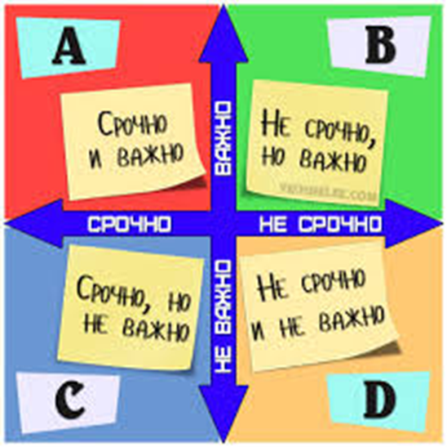 A
B
Срочно
и важно
ВАЖНО
Не срочно,
но важно
СРОЧНО
НЕ СРОЧНО
Срочно, но
не важно
НЕ ВАЖНО
Не срочно
и не важно
C
D